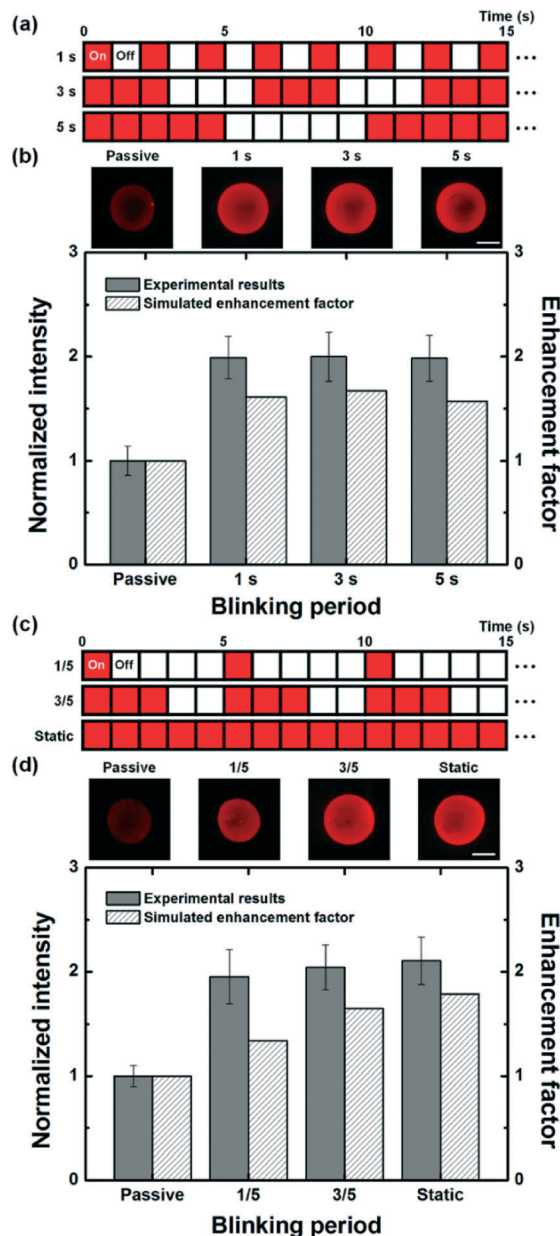 (a)
Time (s)
0 5 10 15
1 s On Off ...
3 s ...
5 s ...
(b)
Passive 1 s 3 s 5 s
3 3
Experimental results
Simulated enhancement factor
2 2
1 1
0 0
Normalized intensity
Enhancement factor
Passive 1 s 3 s 5 s
Blinking period
(c)
Time (s)
0 5 10 15
1/5 On Off ...
3/5 ...
Static ...
(d)
Passive 1/5 3/5 Static
3 3
Experimental results
Simulated enhancement factor
2 2
1 1
0 0
Normalized intensity
Enhancement factor
Passive 1/5 3/5 Static
Blinking period